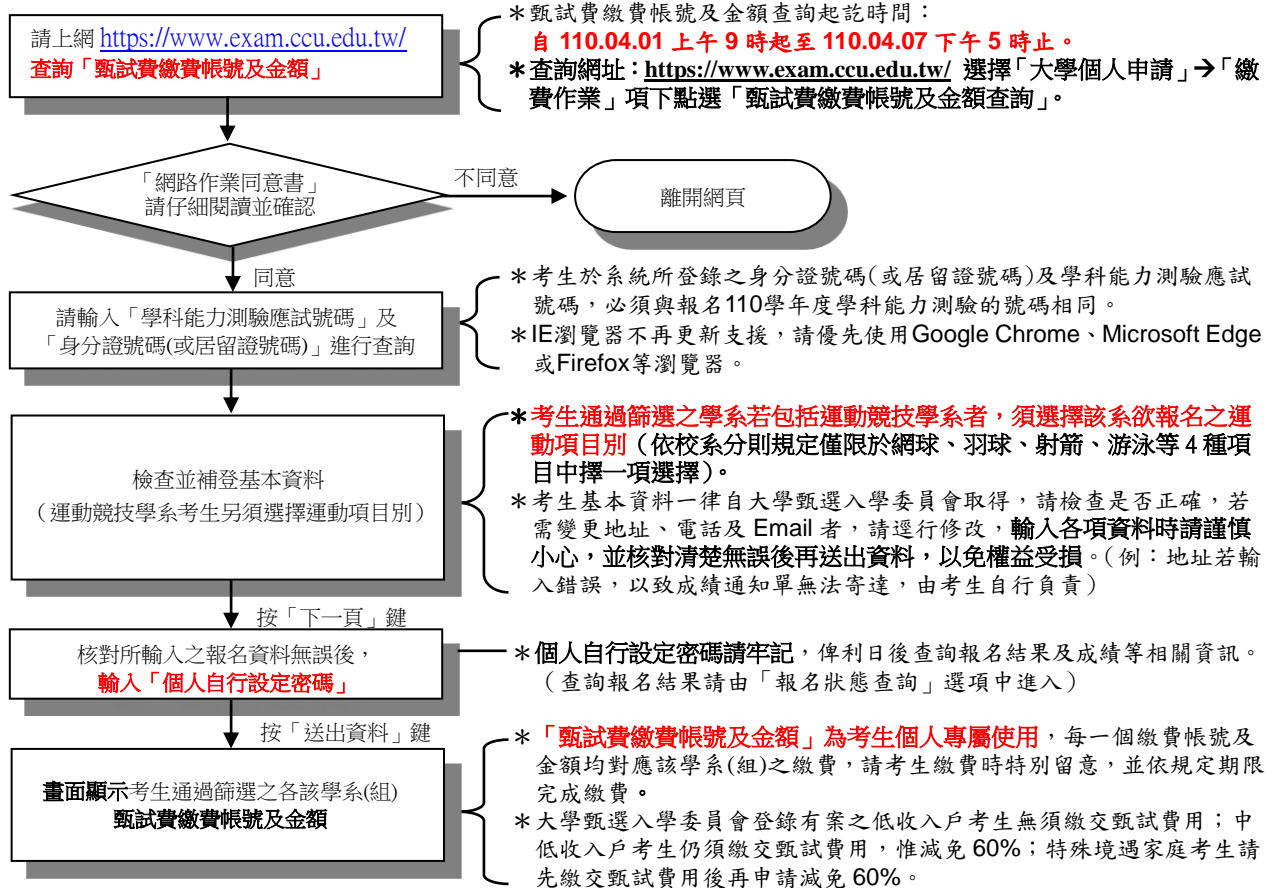 請上網 https://www.exam.ccu.edu.tw/
查詢「甄試費繳費帳號及金額」
＊甄試費繳費帳號及金額查詢起訖時間：
自 110.04.01 上午 9 時起至 110.04.07 下午 5 時止。
＊查詢網址：https://www.exam.ccu.edu.tw/ 選擇「大學個人申請」→「繳
費作業」項下點選「甄試費繳費帳號及金額查詢」。
「網路作業同意書」
請仔細閱讀並確認
不同意
離開網頁
同意
請輸入「學科能力測驗應試號碼」及
「身分證號碼(或居留證號碼)」進行查詢
＊考生於系統所登錄之身分證號碼(或居留證號碼)及學科能力測驗應試
號碼，必須與報名110學年度學科能力測驗的號碼相同。
＊IE瀏覽器不再更新支援，請優先使用Google Chrome、Microsoft Edge
或Firefox等瀏覽器。
檢查並補登基本資料
（運動競技學系考生另須選擇運動項目別）
＊考生通過篩選之學系若包括運動競技學系者，須選擇該系欲報名之運
動項目別（依校系分則規定僅限於網球、羽球、射箭、游泳等 4 種項
目中擇一項選擇）。
＊考生基本資料一律自大學甄選入學委員會取得，請檢查是否正確，若
需變更地址、電話及 Email 者，請逕行修改，輸入各項資料時請謹慎
小心，並核對清楚無誤後再送出資料，以免權益受損。（例：地址若輸
入錯誤，以致成績通知單無法寄達，由考生自行負責）
按「下一頁」鍵
核對所輸入之報名資料無誤後，
輸入「個人自行設定密碼」
＊個人自行設定密碼請牢記，俾利日後查詢報名結果及成績等相關資訊。
（查詢報名結果請由「報名狀態查詢」選項中進入）
按「送出資料」鍵
畫面顯示考生通過篩選之各該學系(組)
甄試費繳費帳號及金額
＊「甄試費繳費帳號及金額」為考生個人專屬使用，每一個繳費帳號及
金額均對應該學系(組)之繳費，請考生繳費時特別留意，並依規定期限
完成繳費。
＊大學甄選入學委員會登錄有案之低收入戶考生無須繳交甄試費用；中
低收入戶考生仍須繳交甄試費用，惟減免 60%；特殊境遇家庭考生請
先繳交甄試費用後再申請減免 60%。